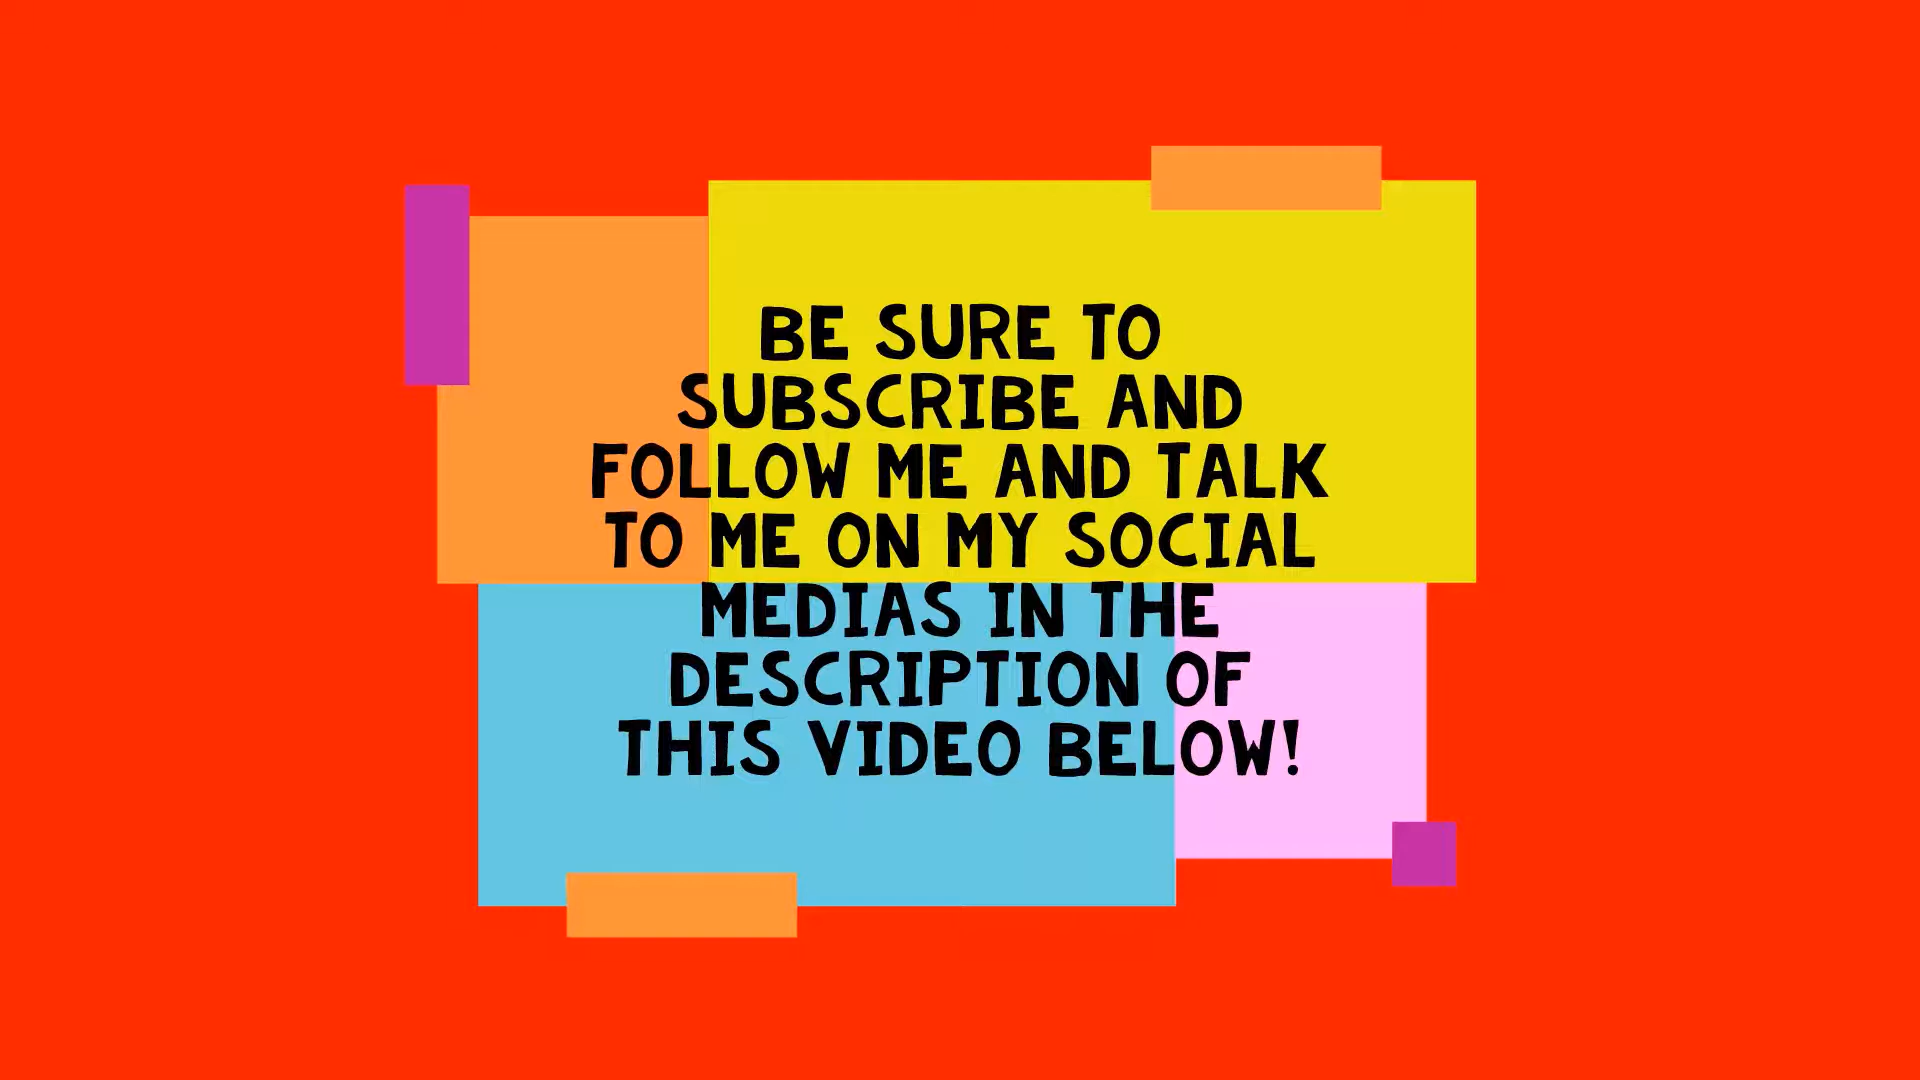 BE SURE TO
SUBSCRIBE AND
FOLLOW ME AND TALK
TO ME ON MY SOCIAL
MEDIAS IN THE
DESCRIPTION OF
THIS VIDEO BELOW!